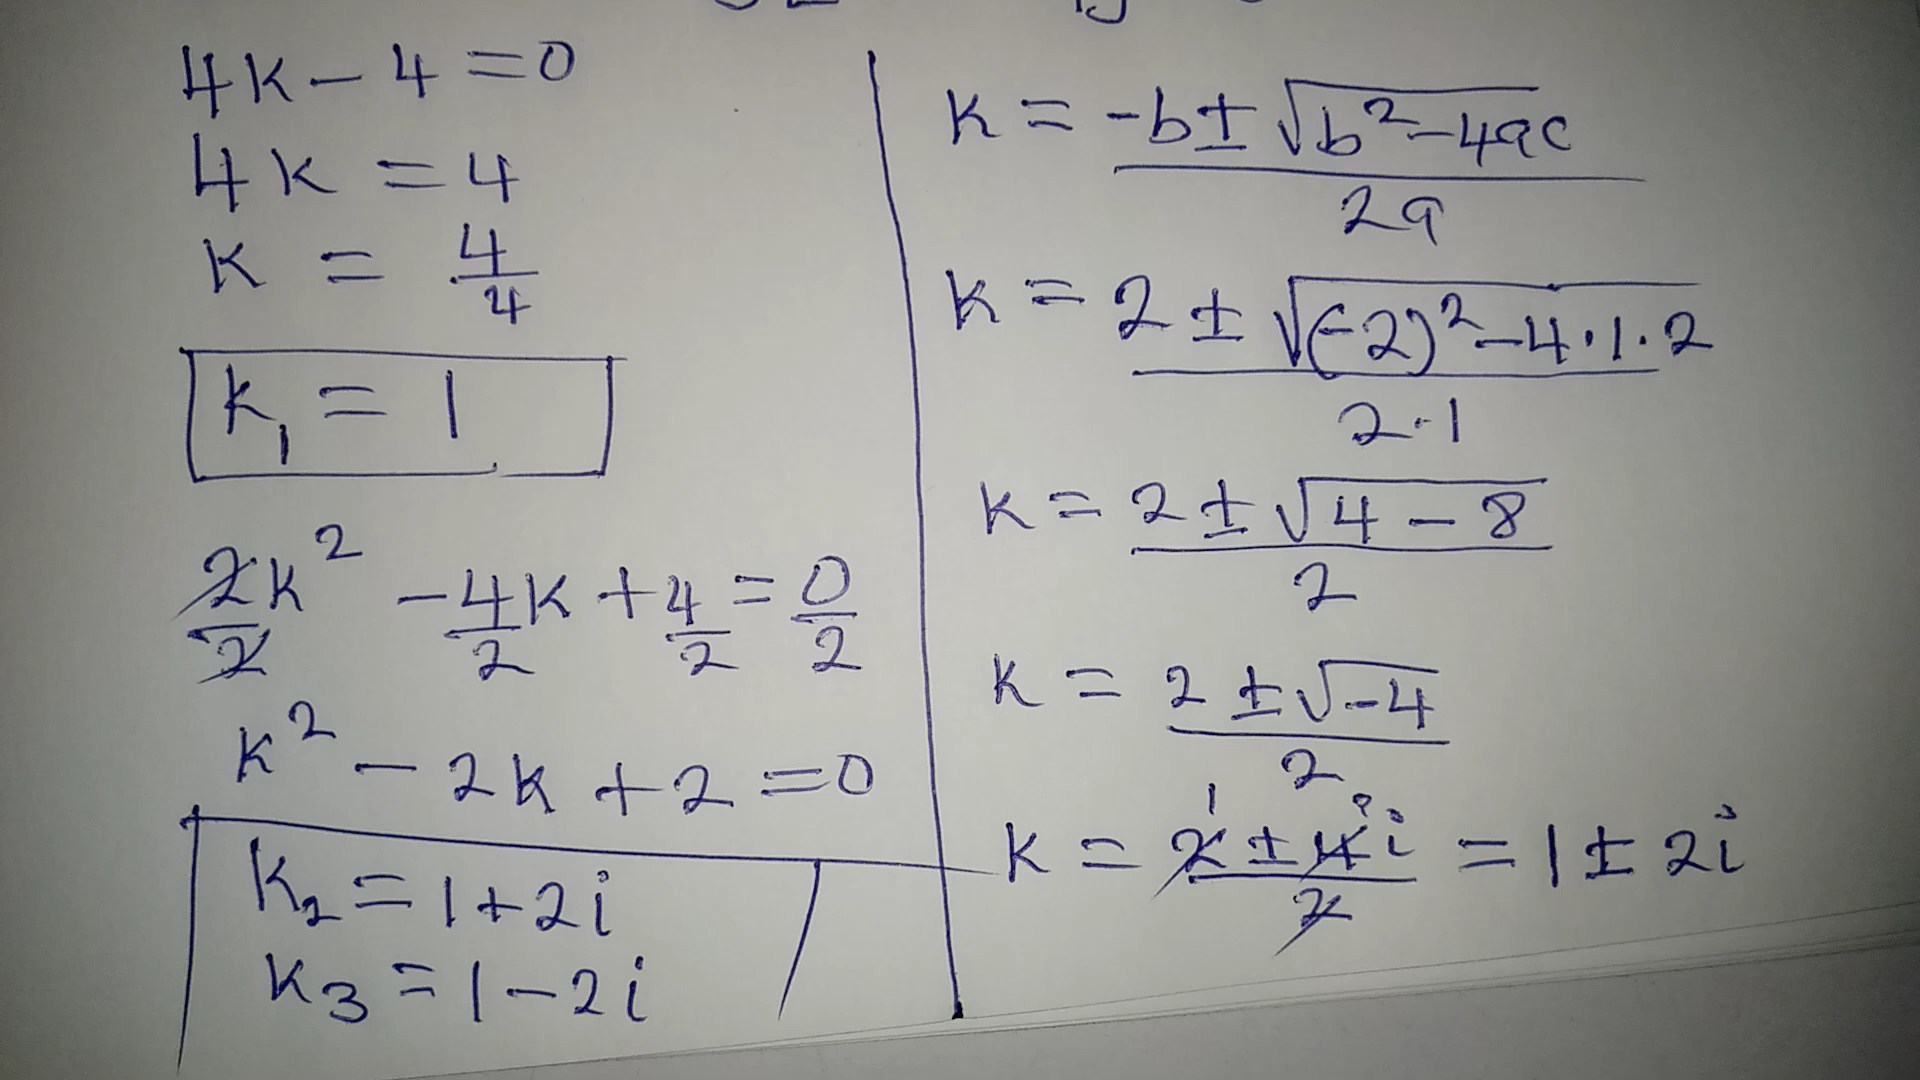 4k - 4 = 0
4k = 4
k = 4/4
k₁ = 1
2k²/2 - 4k/2 + 4/2 = 0/2
k² - 2k + 2 = 0
k₂ = 1 + 2i
k₃ = 1 - 2i
k = (-b ± √(b² - 4ac))/2a
k = (2 ± √((-2)² - 4·1·2))/2·1
k = (2 ± √(4 - 8))/2
k = (2 ± √-4)/2
k = (2 ± 4i)/2 = 1 ± 2i